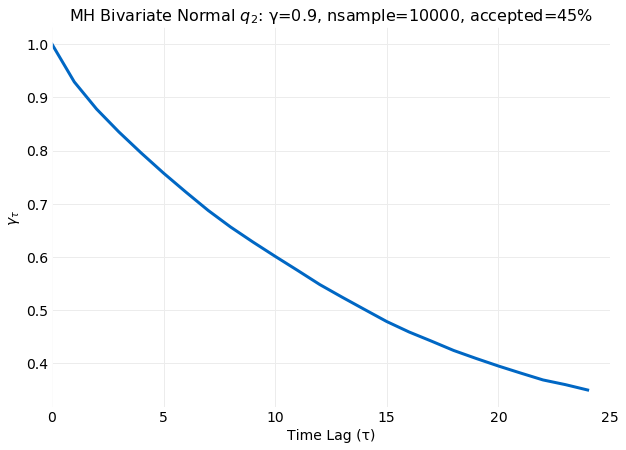 MH Bivariate Normal q₂: γ=0.9, nsample=10000, accepted=45%
1.0
0.9
0.8
0.7
0.6
0.5
0.4
γτ
0 5 10 15 20 25
Time Lag (τ)